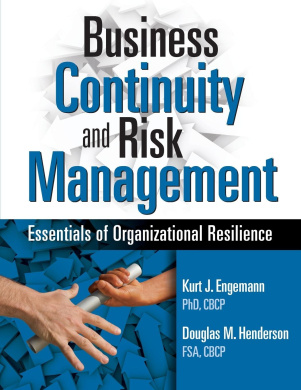 Business
Continuity
and Risk
Management
Essentials of Organizational Resilience
Kurt J. Engemann
PhD, CBCP
Douglas M. Henderson
FSA, CBCP